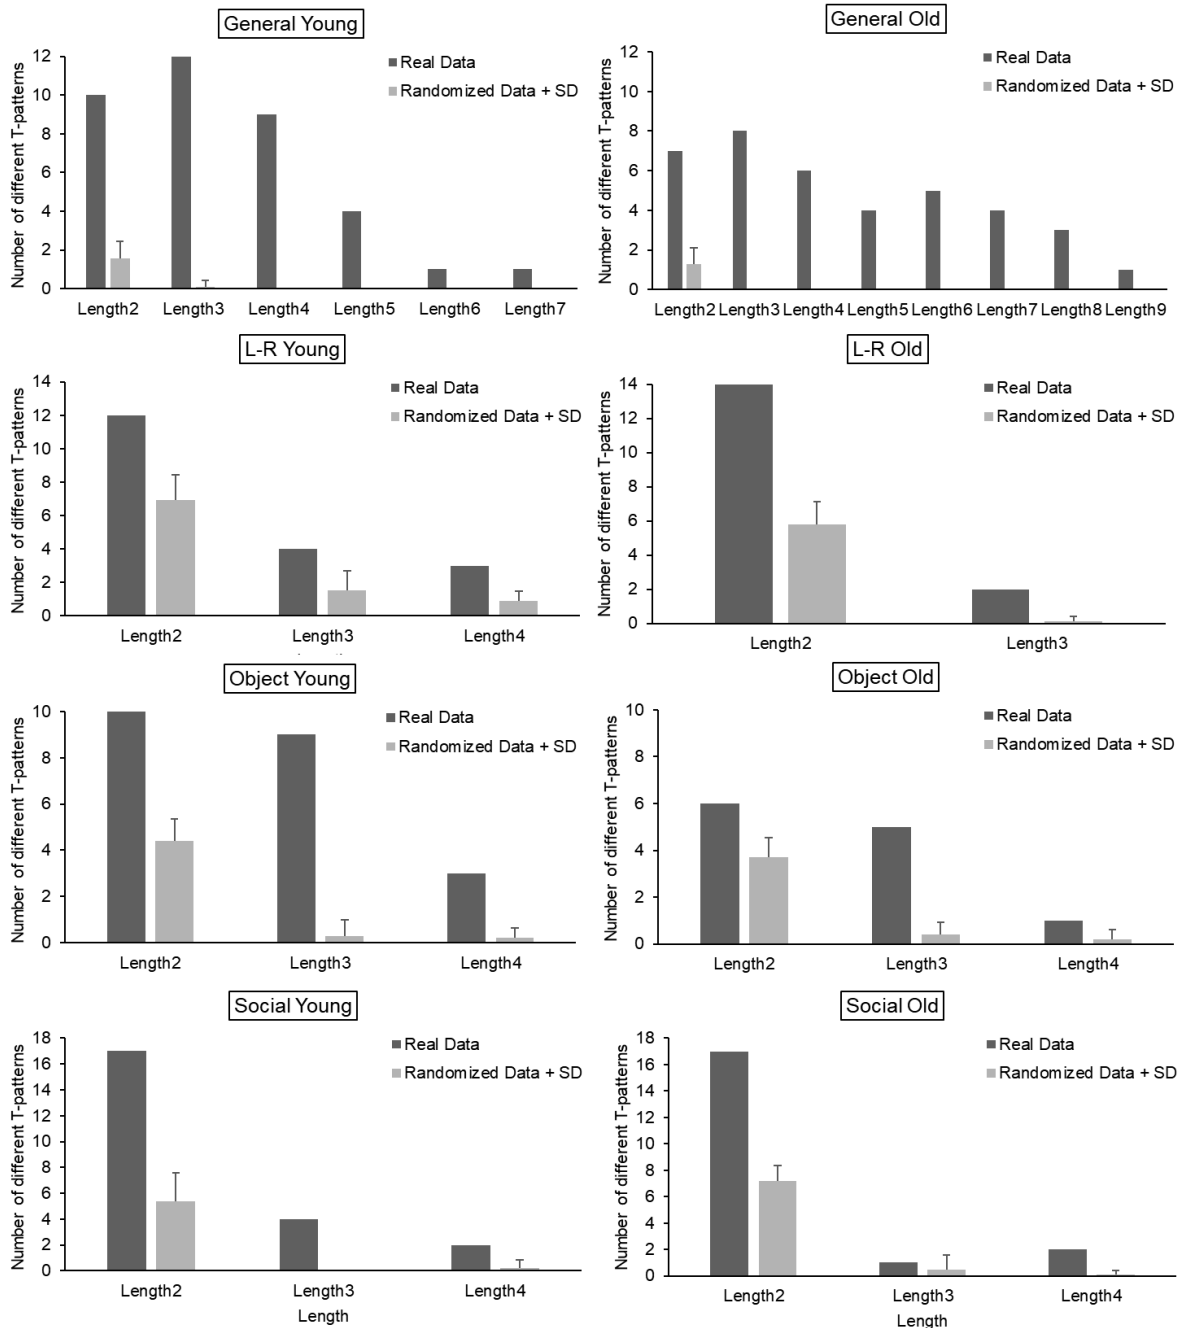 General Young
Number of different T-patterns
12
10
8
6
4
2
0
Real Data
Randomized Data + SD
Length2 Length3 Length4 Length5 Length6 Length7
General Old
Number of different T-patterns
12
10
8
6
4
2
0
Real Data
Randomized Data + SD
Length2 Length3 Length4 Length5 Length6 Length7 Length8 Length9
L-R Young
Number of different T-patterns
14
12
10
8
6
4
2
0
Real Data
Randomized Data + SD
Length2 Length3 Length4
L-R Old
Number of different T-patterns
14
12
10
8
6
4
2
0
Real Data
Randomized Data + SD
Length2 Length3
Object Young
Number of different T-patterns
10
8
6
4
2
0
Real Data
Randomized Data + SD
Length2 Length3 Length4
Object Old
Number of different T-patterns
10
8
6
4
2
0
Real Data
Randomized Data + SD
Length2 Length3 Length4
Social Young
Number of different T-patterns
18
16
14
12
10
8
6
4
2
0
Real Data
Randomized Data + SD
Length2 Length3 Length4
Length
Social Old
Number of different T-patterns
18
16
14
12
10
8
6
4
2
0
Real Data
Randomized Data + SD
Length2 Length3 Length4
Length